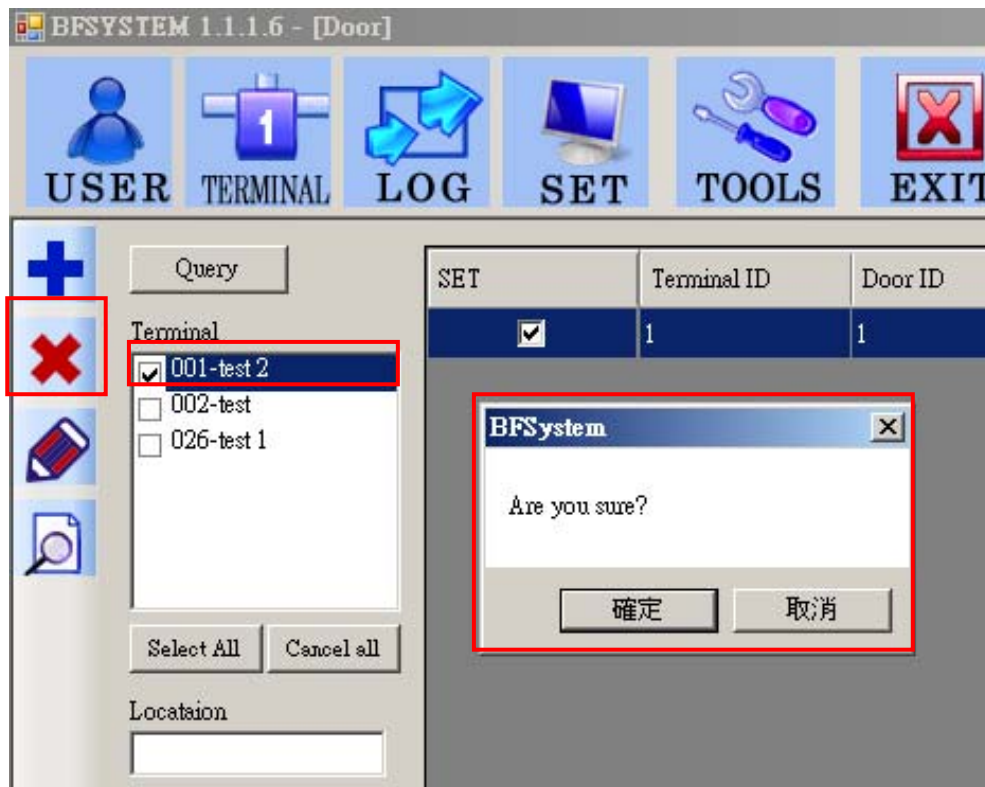 BFSYSTEM 1.1.1.6 - [Door]
1
USER TERMINAL LOG SET TOOLS EXIT
Query
Terminal
001-test 2
002-test
026-test 1
Select All Cancel all
Locataion
SET Terminal ID Door ID
1 1
BFSystem
Are you sure?
確定 取消